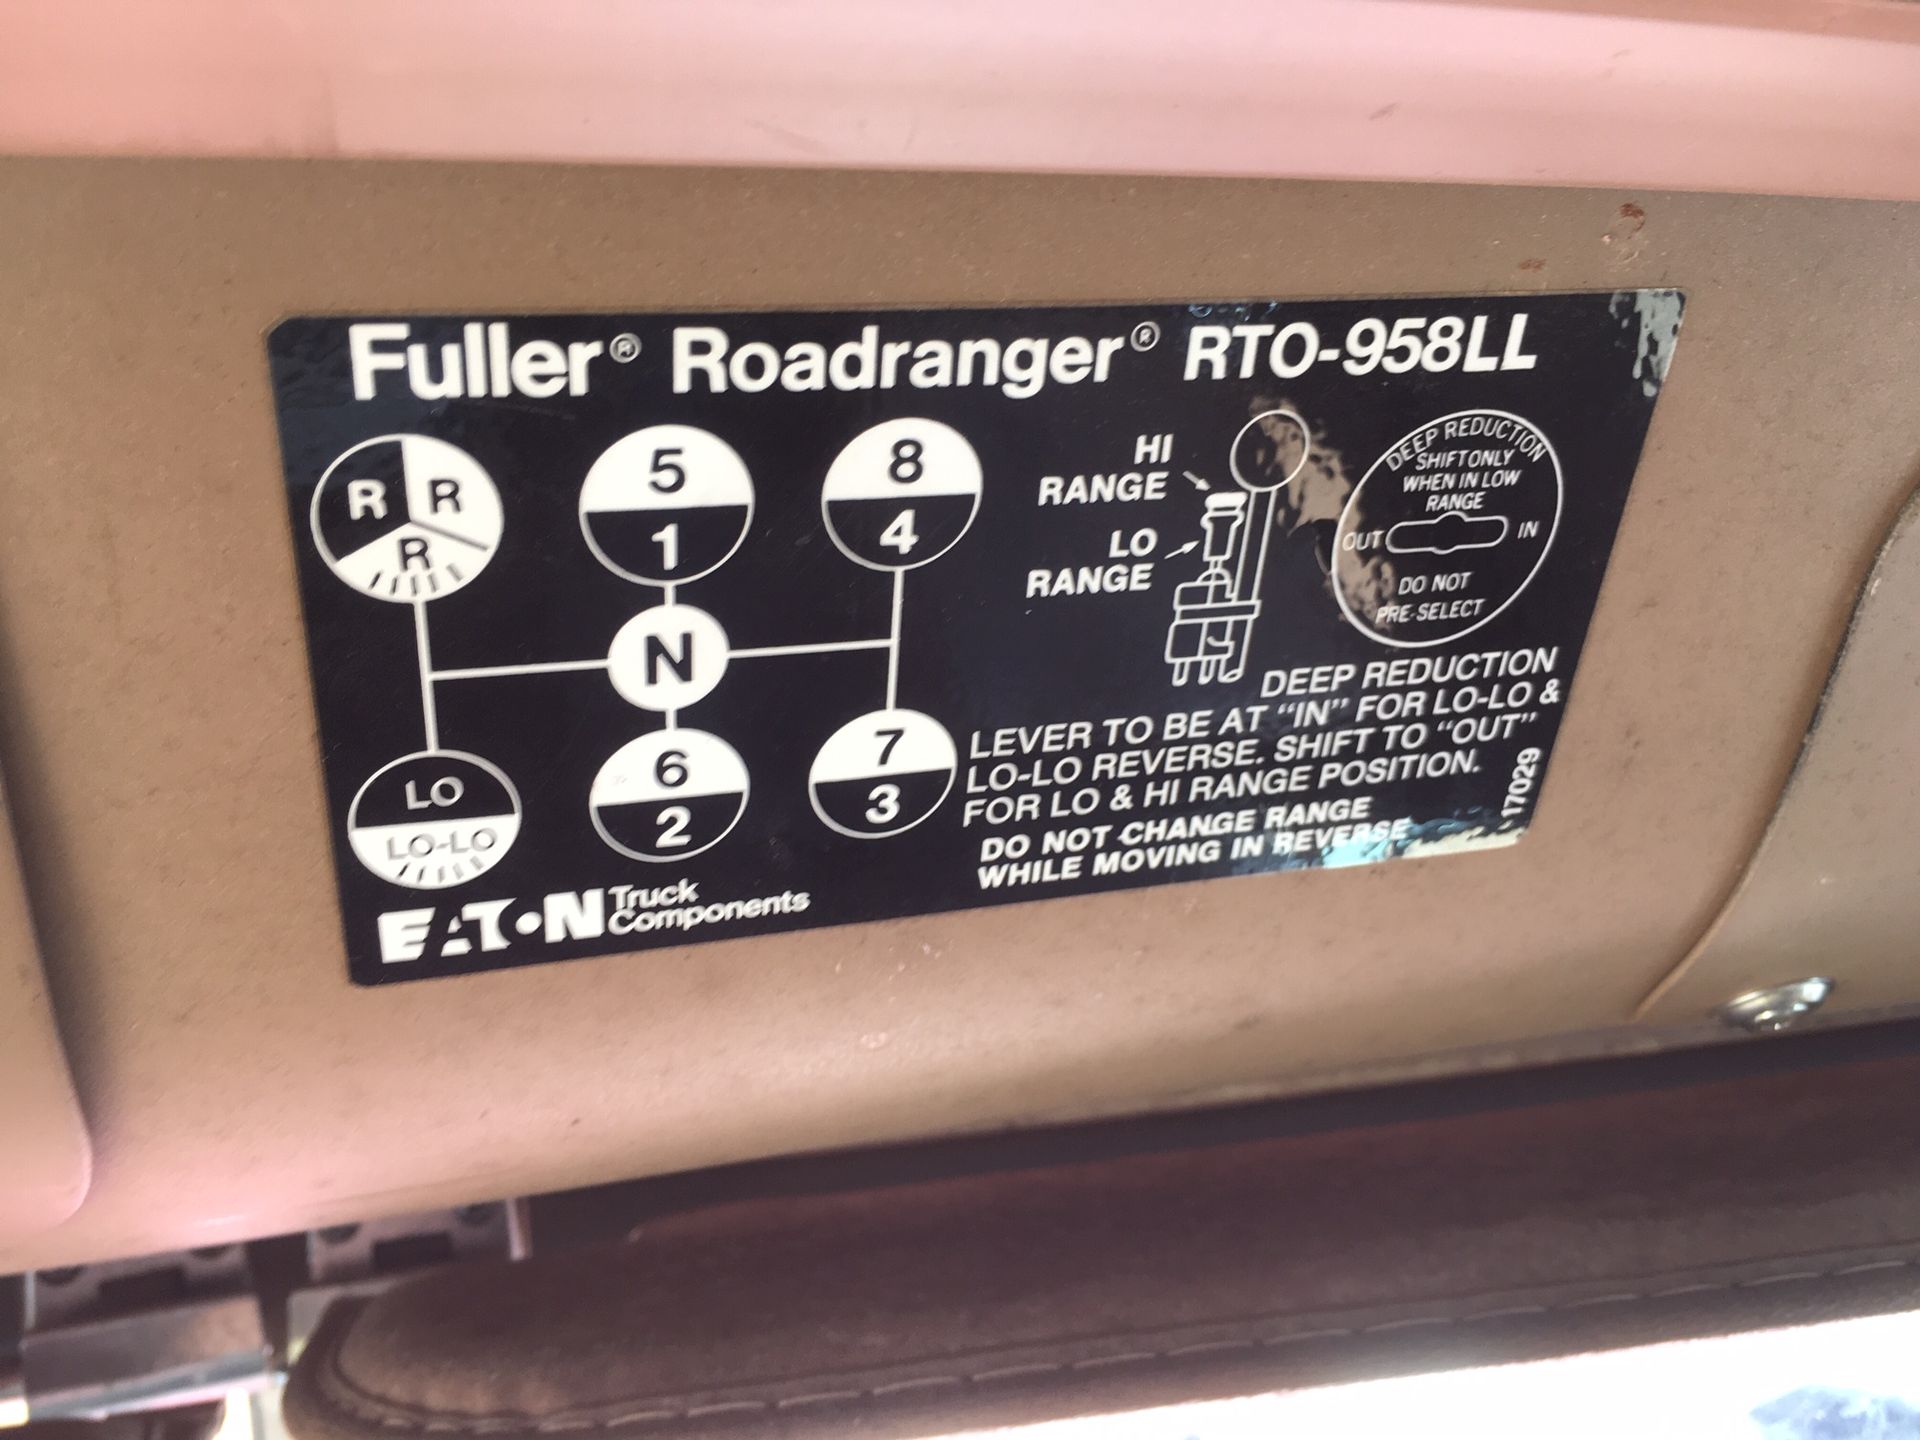 Fuller® Roadranger® RTO-958LL
R R
R
5
1
8
4
N
LO
LO-LO
6
2
7
3
HI
RANGE
LO
RANGE
DEEP REDUCTION
SHIFT ONLY
WHEN IN LOW
RANGE
OUT IN
DO NOT
PRE-SELECT
DEEP REDUCTION
LEVER TO BE AT "IN" FOR LO-LO &
LO-LO REVERSE. SHIFT TO "OUT"
FOR LO & HI RANGE POSITION.
DO NOT CHANGE RANGE
WHILE MOVING IN REVERSE
17029
EATON Truck
Components